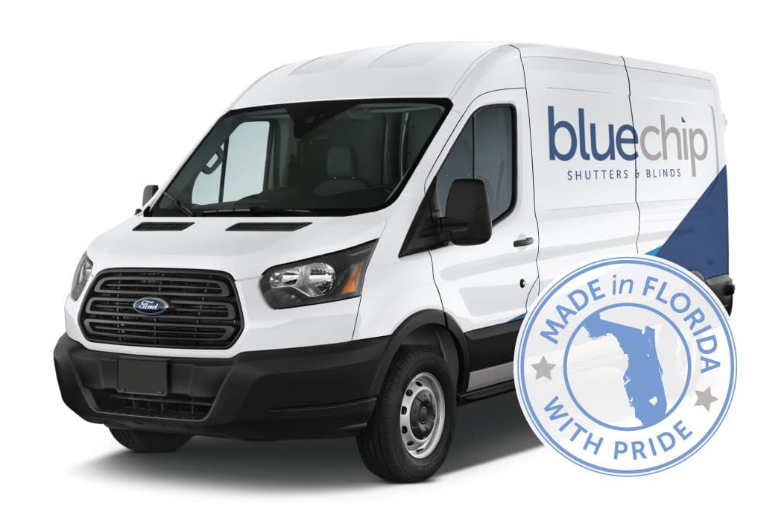 bluechip
SHUTTERS & BLINDS
Ford
MADE in FLORIDA
WITH PRIDE